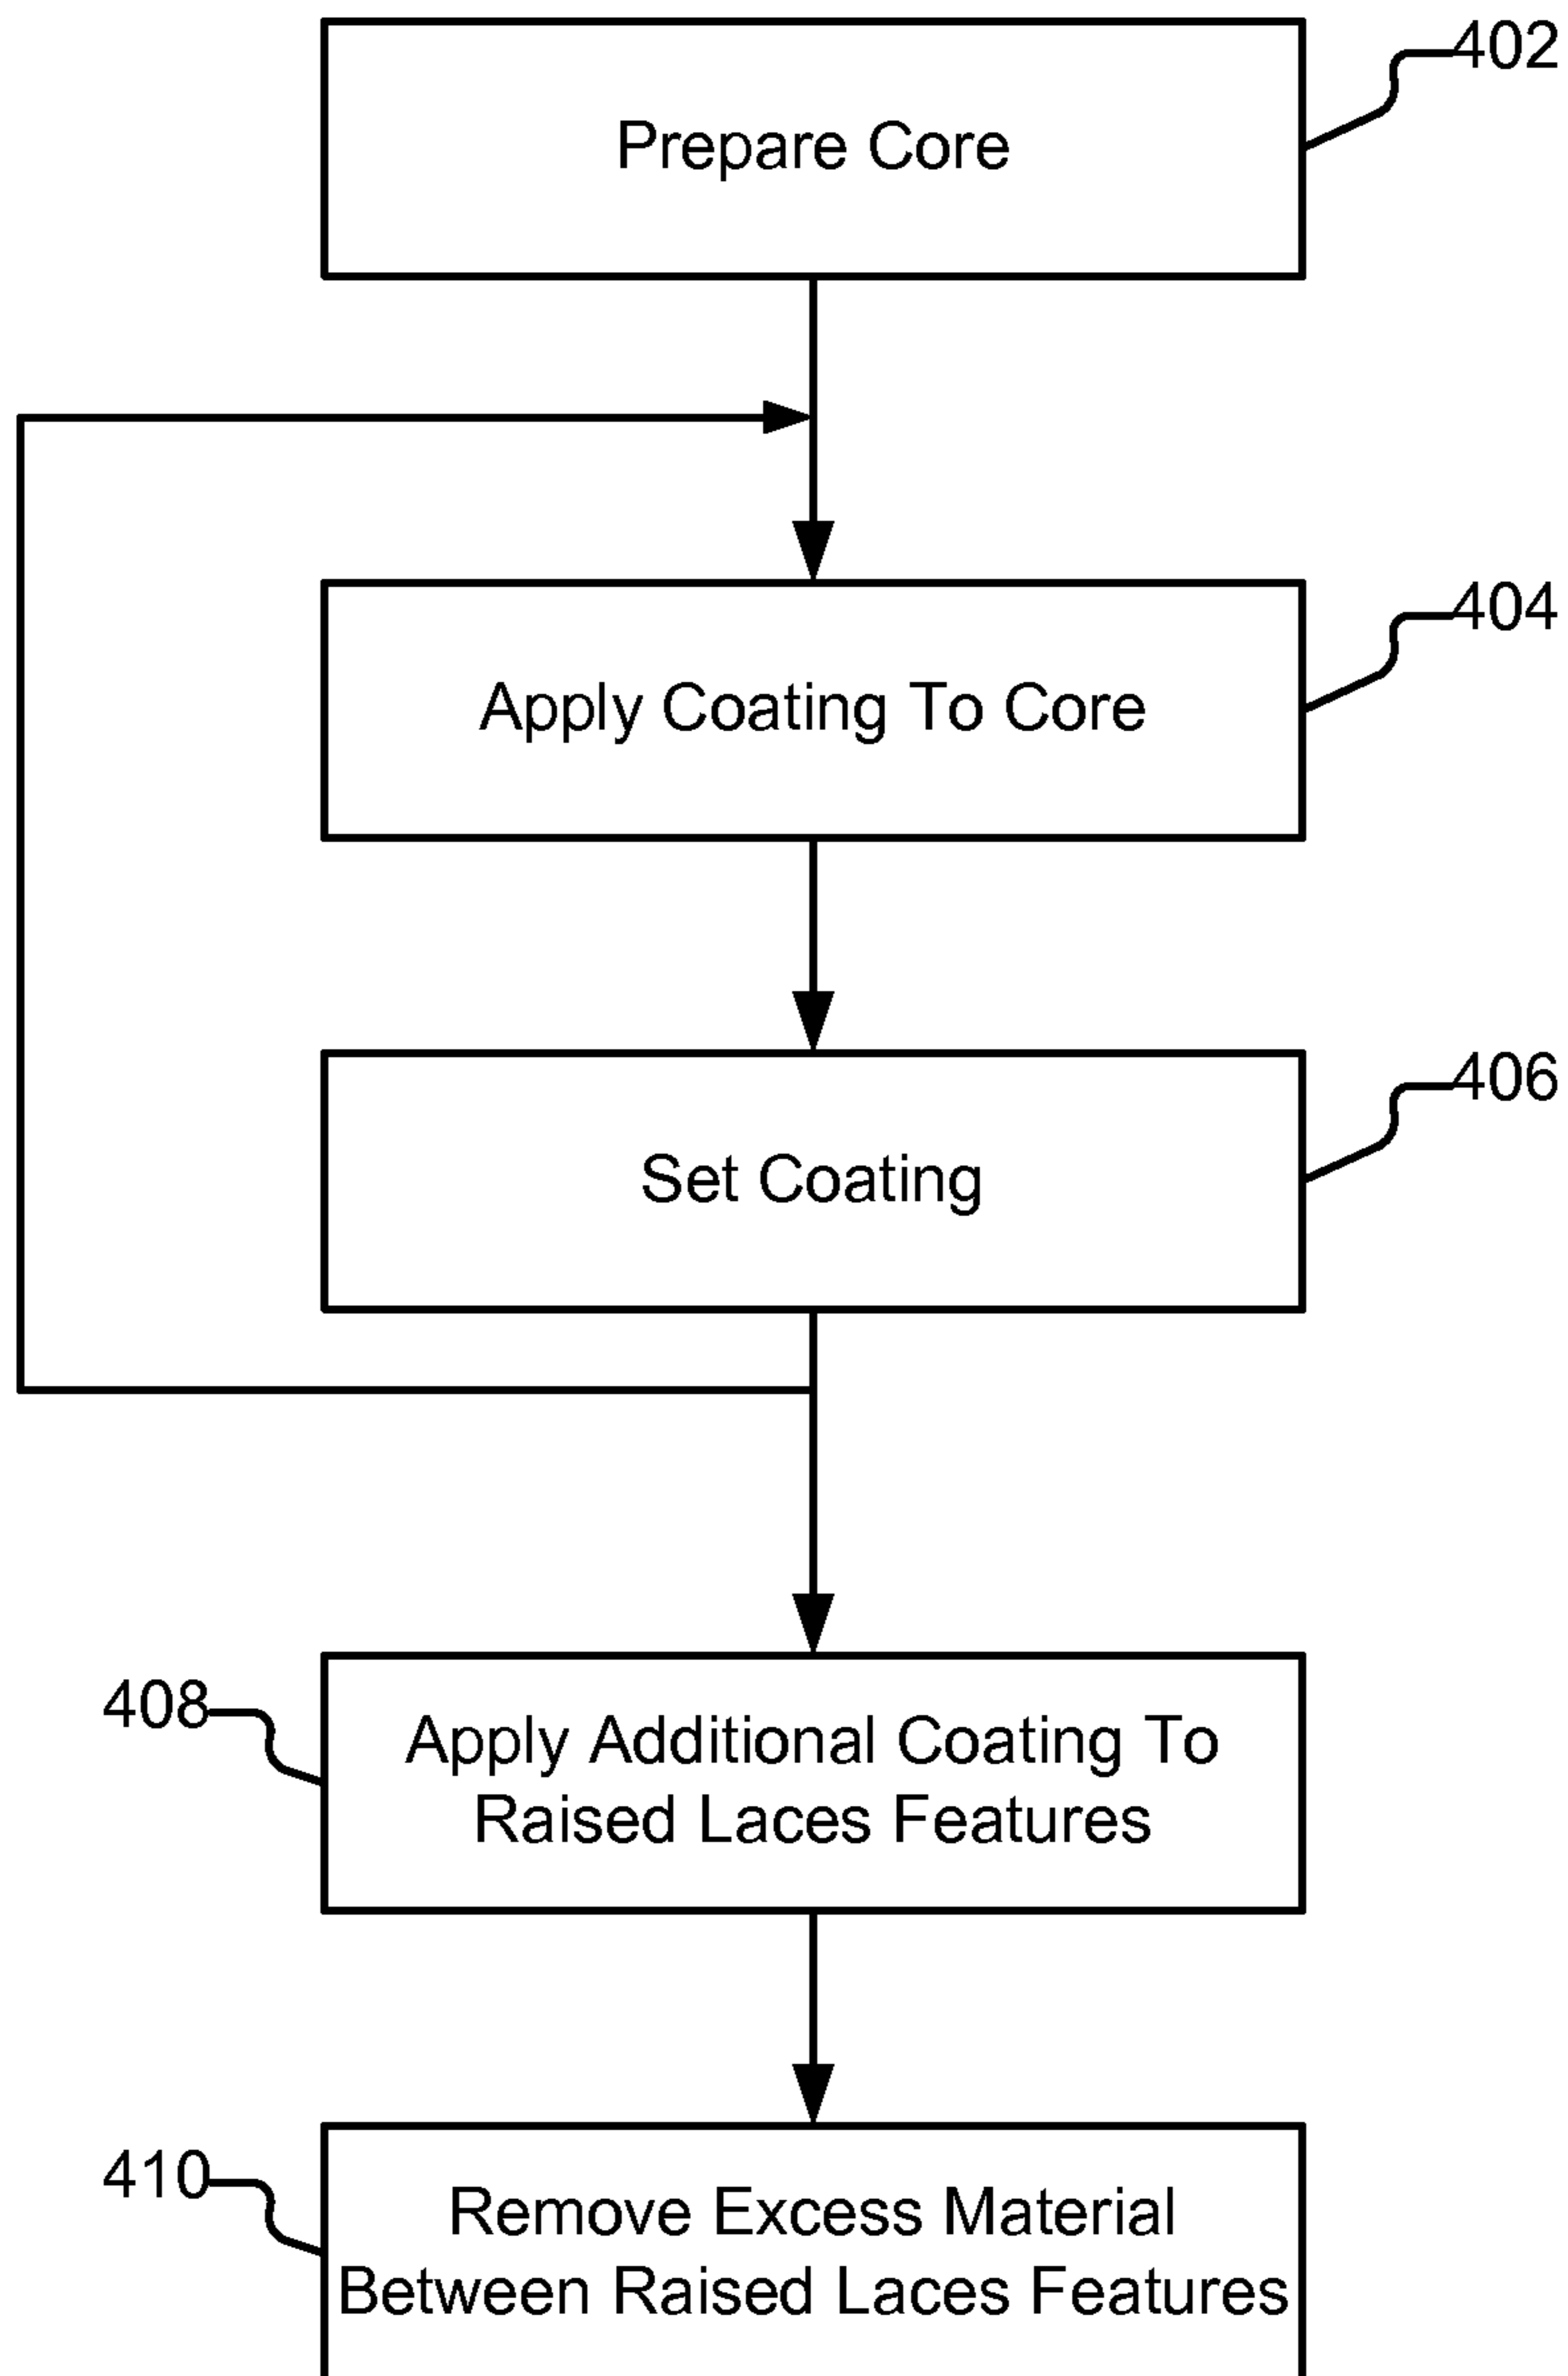 402
Prepare Core
404
Apply Coating To Core
406
Set Coating
408
Apply Additional Coating To
Raised Laces Features
410
Remove Excess Material
Between Raised Laces Features